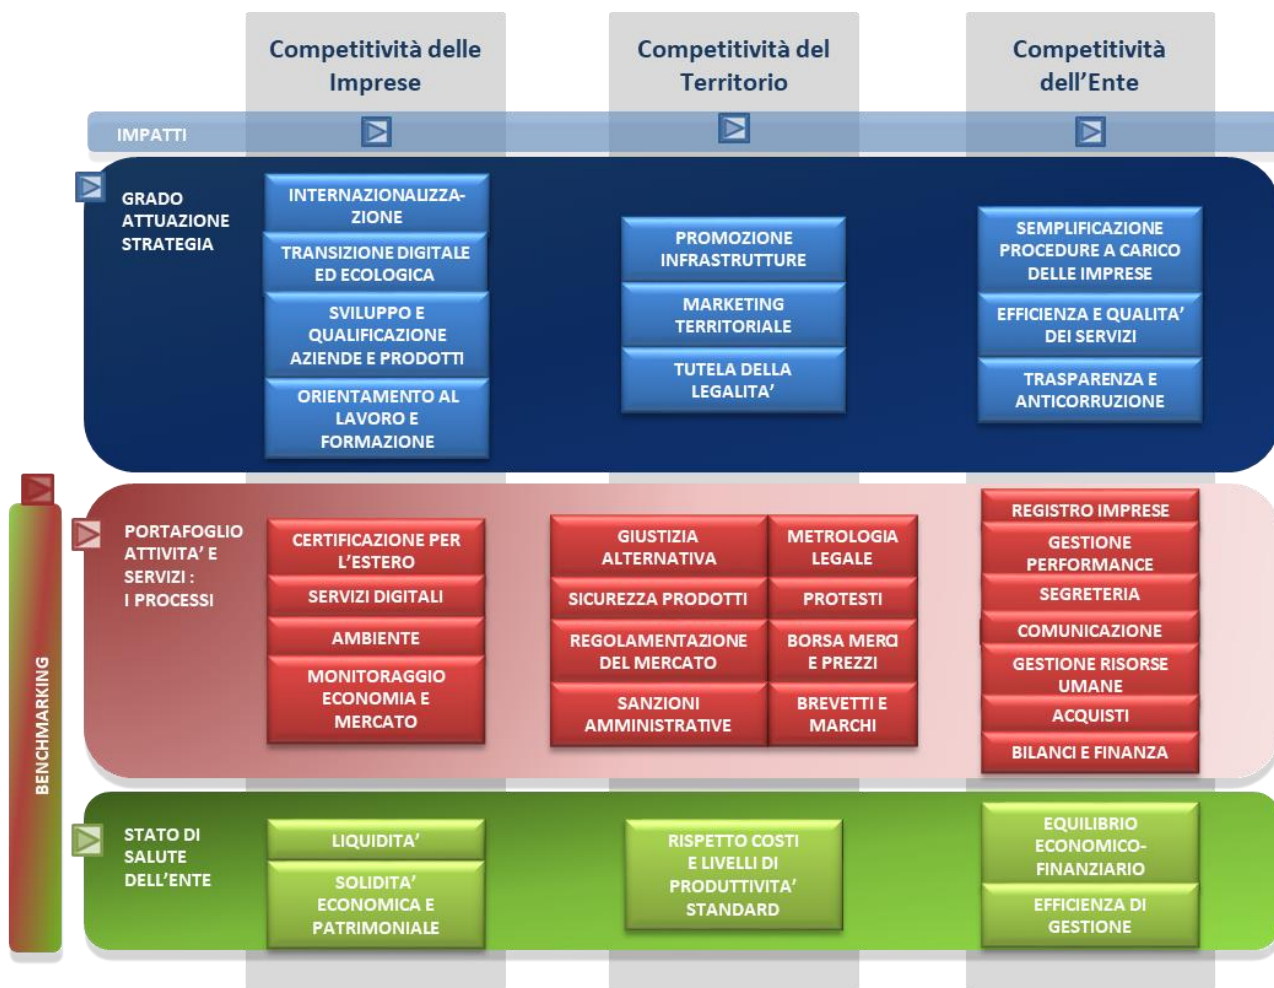 Competitività delle
Imprese
Competitività del
Territorio
Competitività
dell’Ente
IMPATTI
GRADO
ATTUAZIONE
STRATEGIA
INTERNAZIONALIZZA-
ZIONE
TRANSIZIONE DIGITALE
ED ECOLOGICA
SVILUPPO E
QUALIFICAZIONE
AZIENDE E PRODOTTI
ORIENTAMENTO AL
LAVORO E
FORMAZIONE
PROMOZIONE
INFRASTRUTTURE
MARKETING
TERRITORIALE
TUTELA DELLA
LEGALITA’
SEMPLIFICAZIONE
PROCEDURE A CARICO
DELLE IMPRESE
EFFICIENZA E QUALITA’
DEI SERVIZI
TRASPARENZA E
ANTICORRUZIONE
BENCHMARKING
PORTAFOGLIO
ATTIVITA’ E
SERVIZI :
I PROCESSI
CERTIFICAZIONE PER
L’ESTERO
SERVIZI DIGITALI
AMBIENTE
MONITORAGGIO
ECONOMIA E
MERCATO
GIUSTIZIA
ALTERNATIVA
SICUREZZA PRODOTTI
REGOLAMENTAZIONE
DEL MERCATO
SANZIONI
AMMINISTRATIVE
METROLOGIA
LEGALE
PROTESTI
BORSA MERCI
E PREZZI
BREVETTI E
MARCHI
REGISTRO IMPRESE
GESTIONE
PERFORMANCE
SEGRETERIA
COMUNICAZIONE
GESTIONE RISORSE
UMANE
ACQUISTI
BILANCI E FINANZA
STATO DI
SALUTE
DELL’ENTE
LIQUIDITA’
SOLIDITA’
ECONOMICA E
PATRIMONIALE
RISPETTO COSTI
E LIVELLI DI
PRODUTTIVITA’
STANDARD
EQUILIBRIO
ECONOMICO-
FINANZIARIO
EFFICIENZA DI
GESTIONE